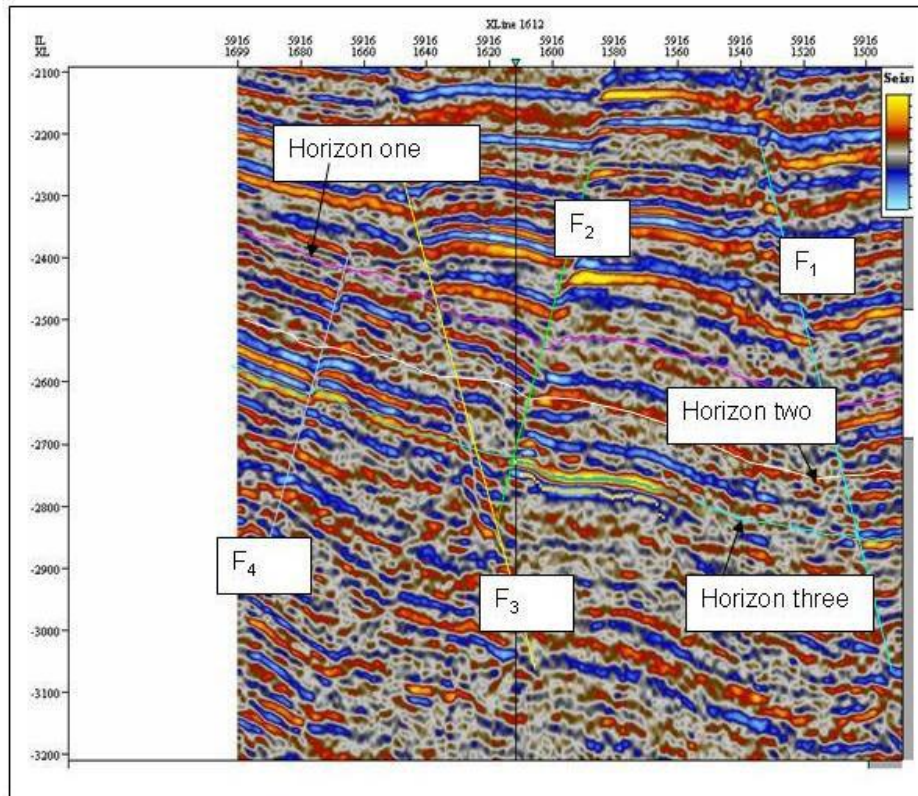 XLine 1612
IL 5916 5916 5916 5916 5916 5916 5916 5916 5916 5916 5916
XL 1699 1680 1660 1640 1620 1600 1580 1560 1540 1520 1500
-2100
-2200
-2300
-2400
-2500
-2600
-2700
-2800
-2900
-3000
-3100
-3200
Seisn
Horizon one
F2
F1
Horizon two
F4
F3
Horizon three